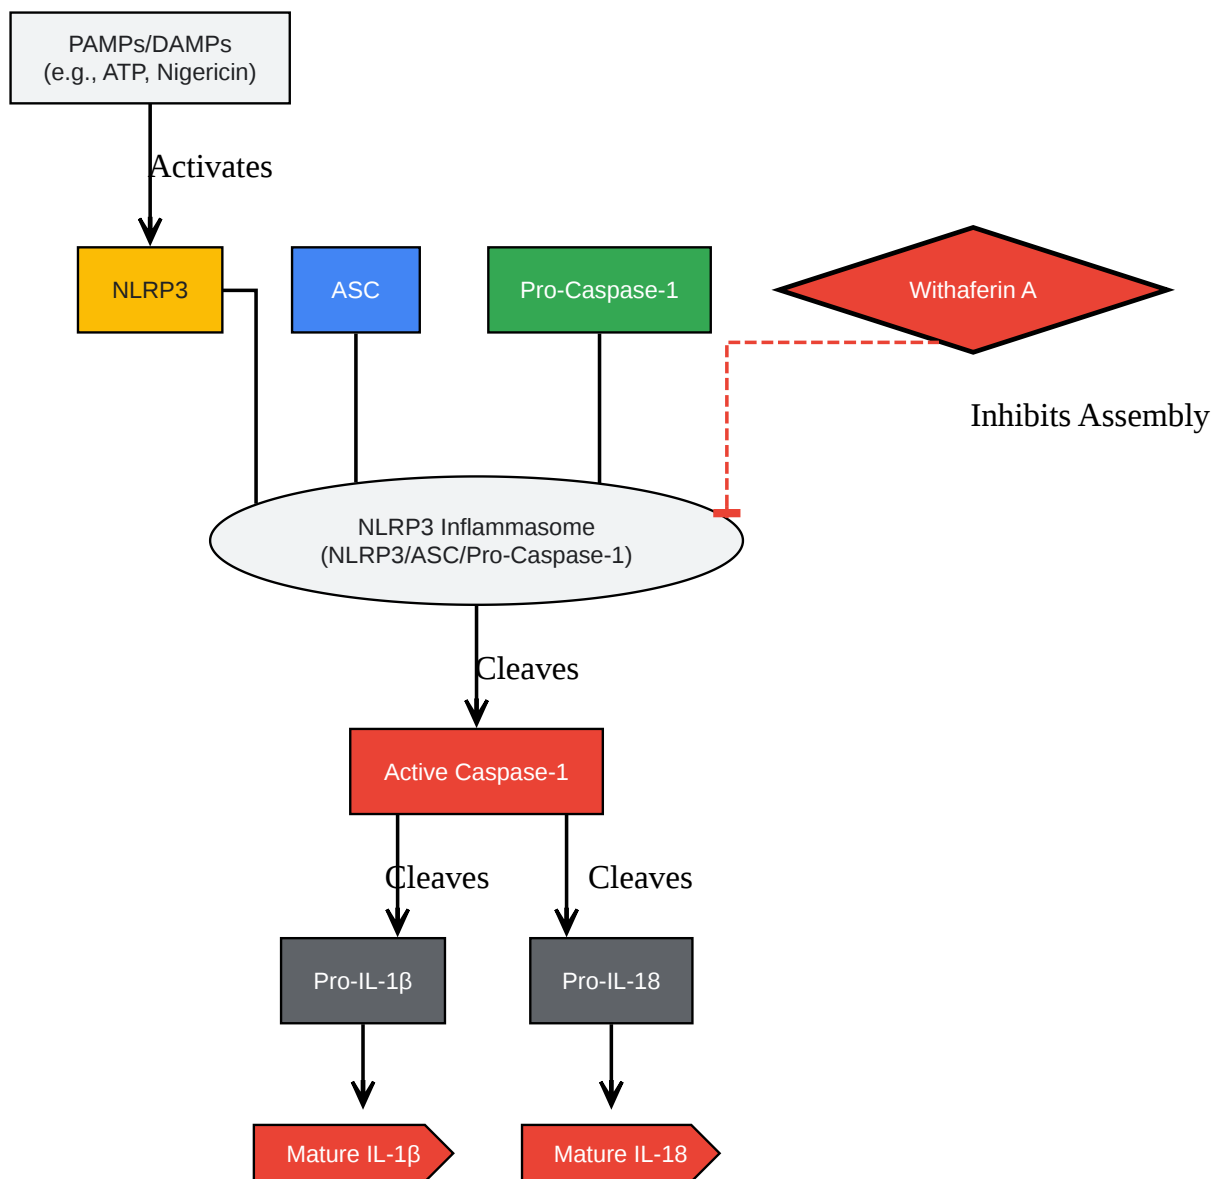 PAMPs/DAMPs
(e.g., ATP, Nigericin)
Activates
NLRP3
ASC
Pro-Caspase-1
Withaferin A
Inhibits Assembly
NLRP3 Inflammasome
(NLRP3/ASC/Pro-Caspase-1)
Cleaves
Active Caspase-1
Cleaves
Cleaves
Pro-IL-1β
Pro-IL-18
Mature IL-1β
Mature IL-18